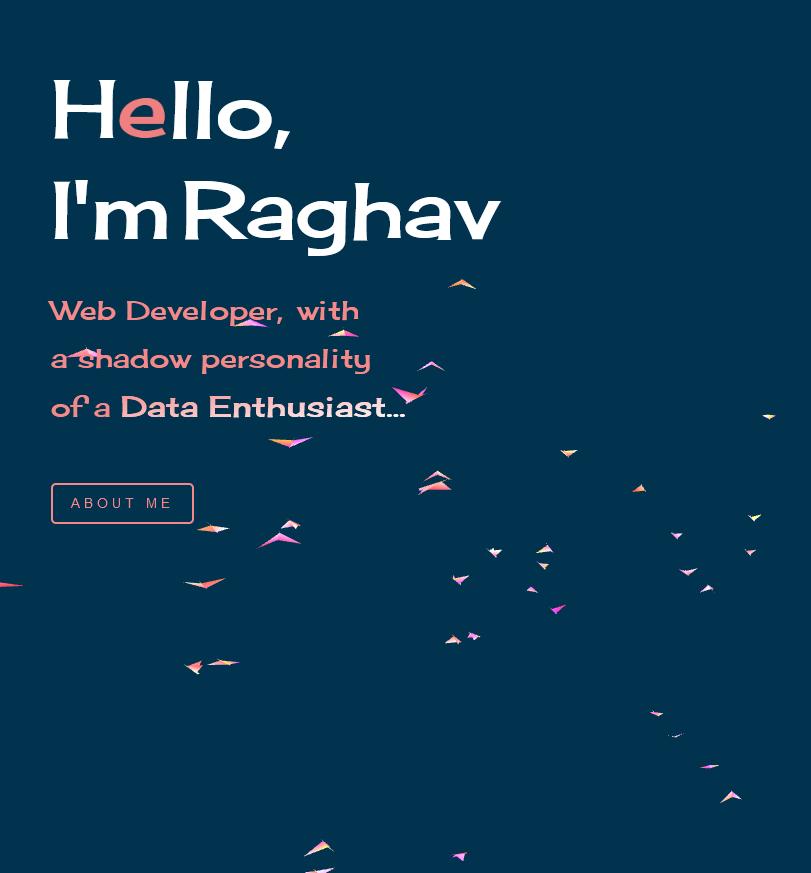 Hello,
I'm Raghav
Web Developer, with
a shadow personality
of a Data Enthusiast...
ABOUT ME